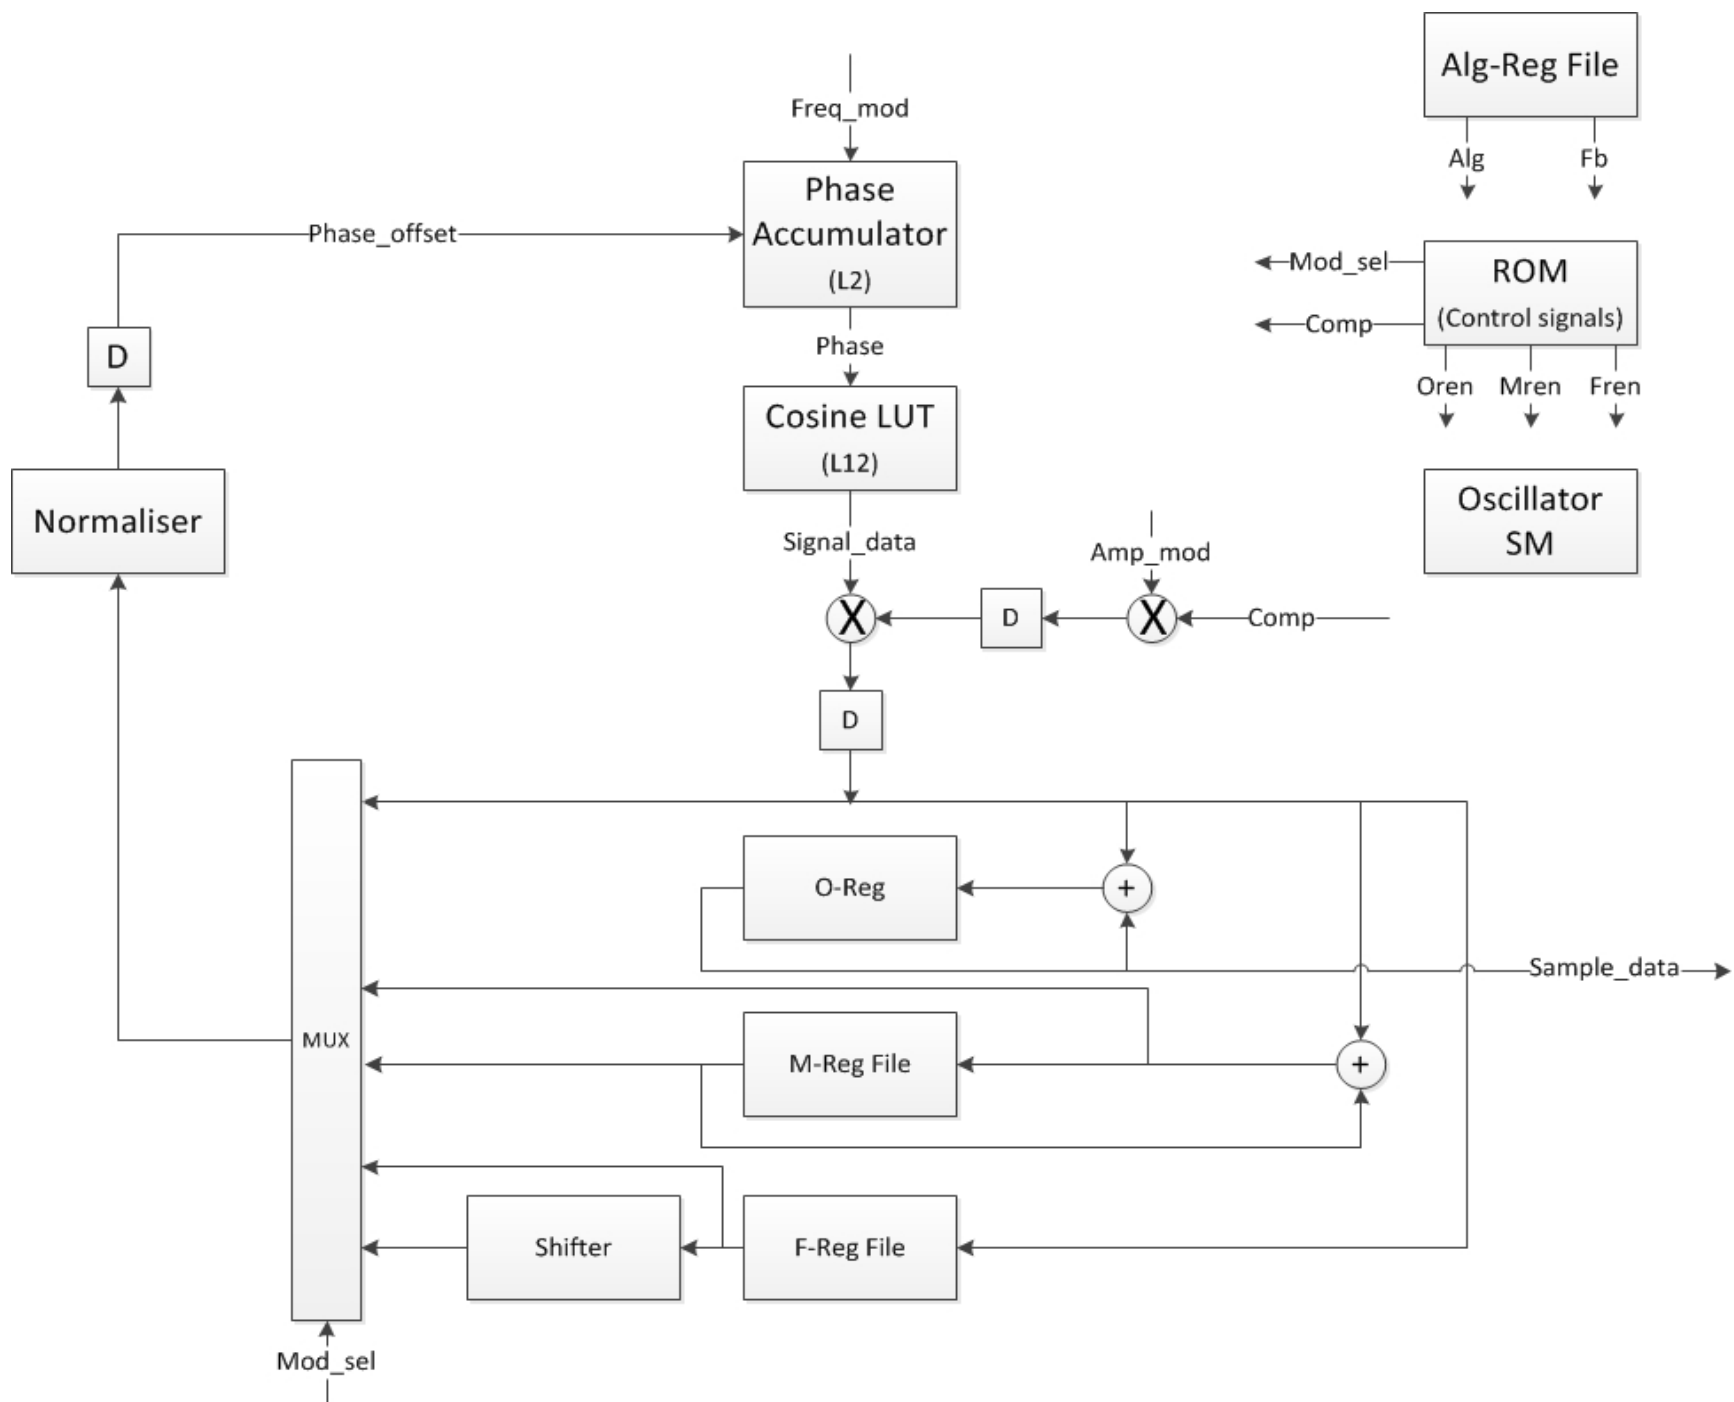 Alg-Reg File
Freq_mod
Alg
Fb
Phase
Accumulator
(L2)
Phase_offset
Mod_sel
ROM
(Control signals)
Comp
D
Phase
Oren
Mren
Fren
Cosine LUT
(L12)
Normaliser
Signal_data
Amp_mod
Oscillator
SM
X
D
X
Comp
D
O-Reg
+
Sample_data
MUX
M-Reg File
+
Shifter
F-Reg File
Mod_sel